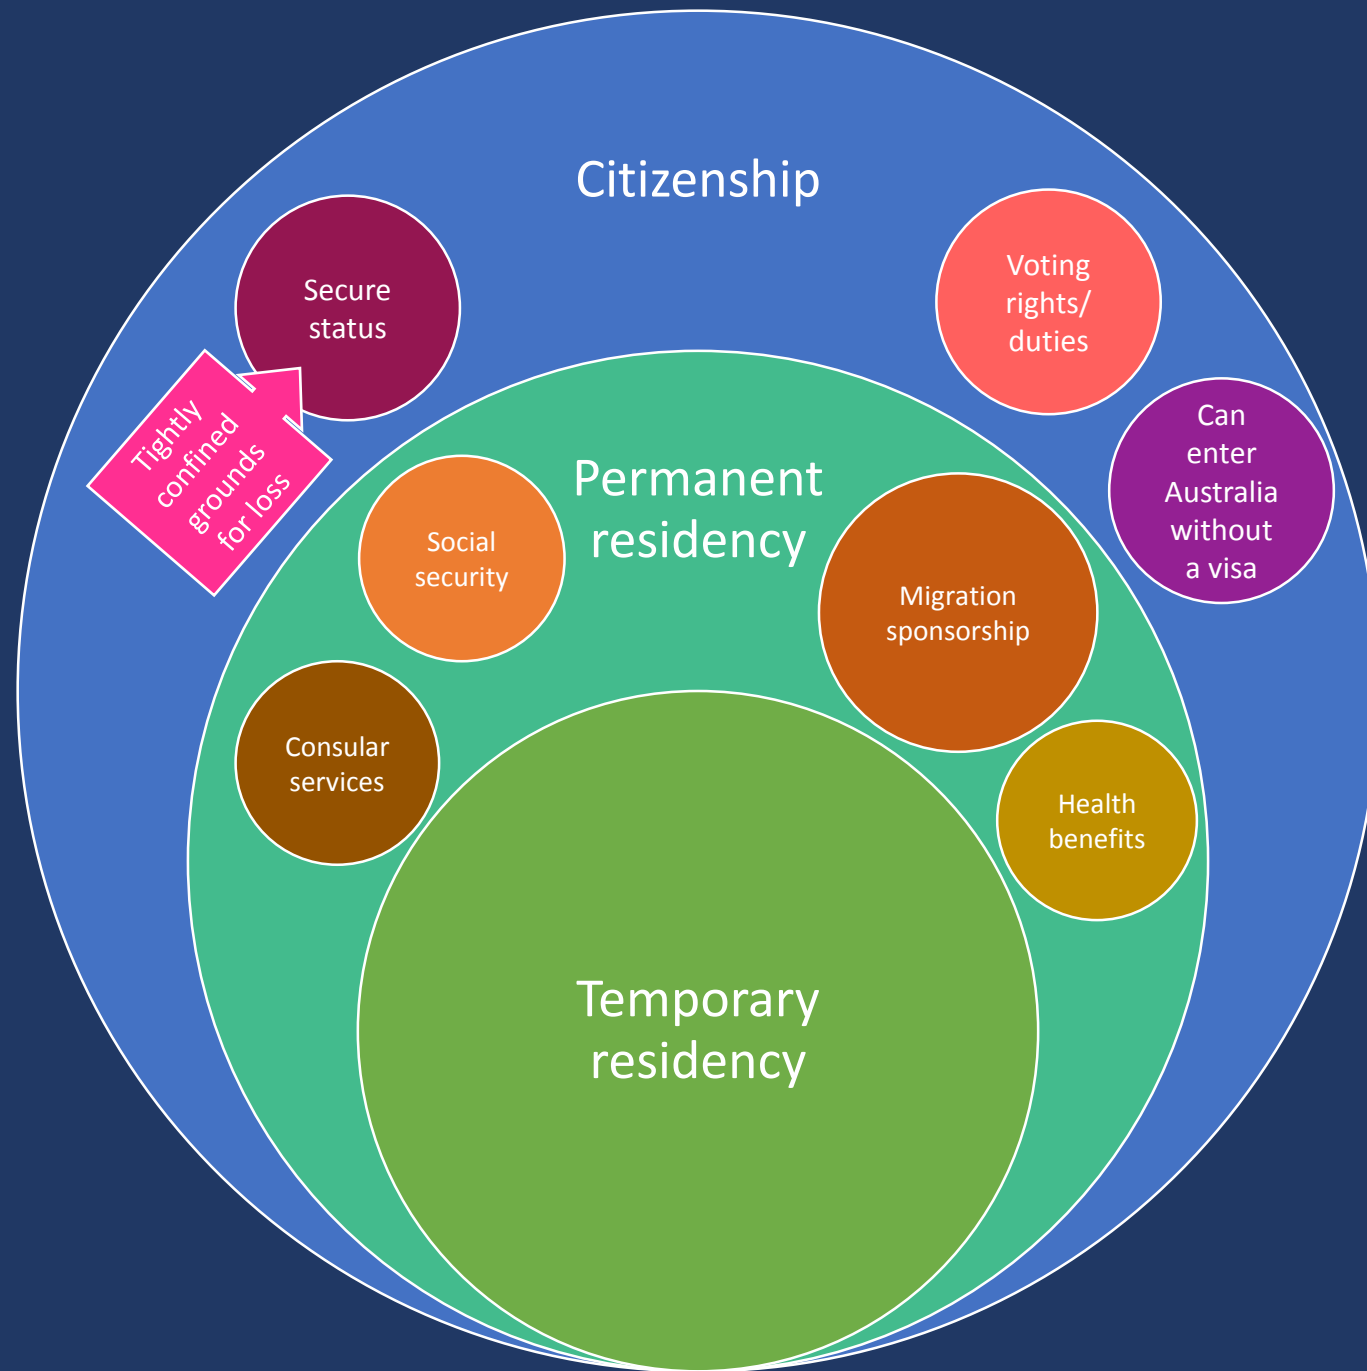 Citizenship
Secure
status
Voting
rights/
duties
Tightly
confined
grounds
for loss
Can
enter
Australia
without
a visa
Permanent
residency
Social
security
Migration
sponsorship
Consular
services
Health
benefits
Temporary
residency